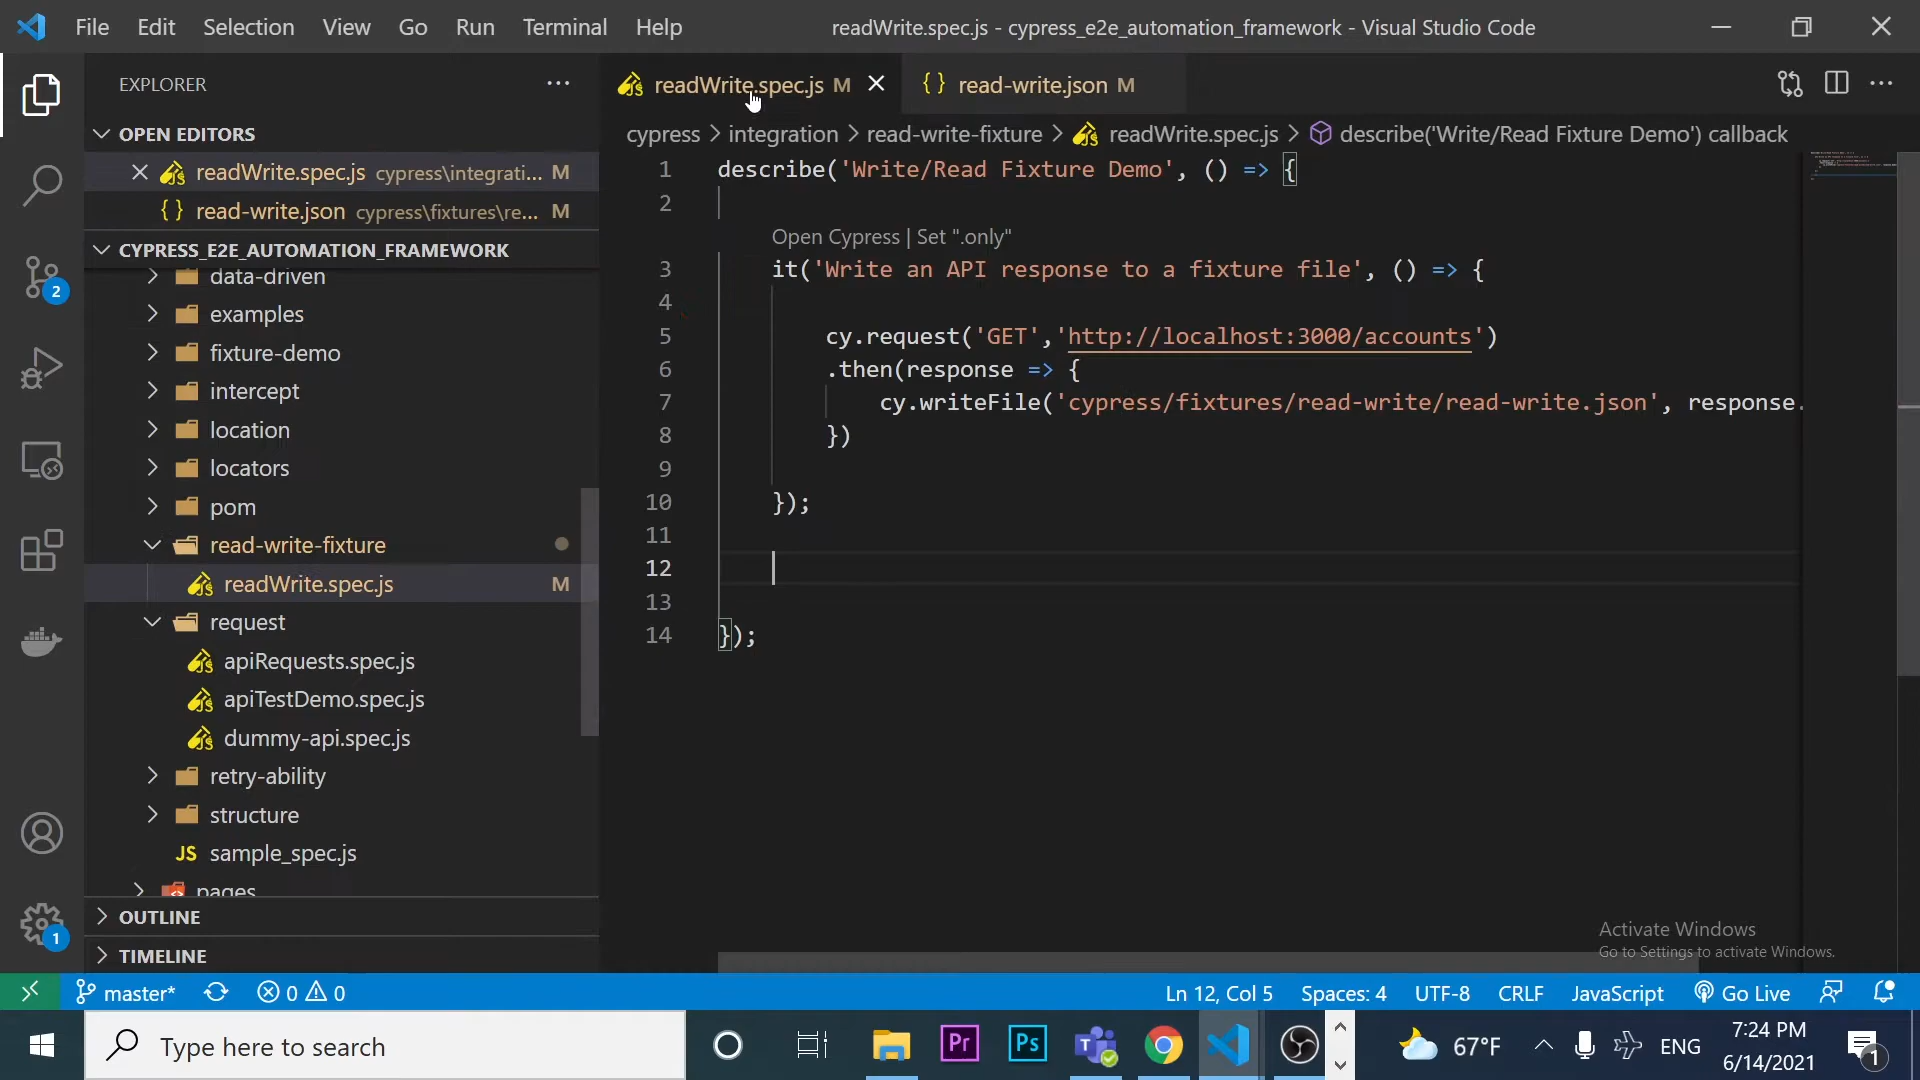 File Edit Selection View Go Run Terminal Help readWrite.spec.js - cypress_e2e_automation_framework - Visual Studio Code
EXPLORER
OPEN EDITORS
readWrite.spec.js cypress\integrati... M
read-write.json cypress\fixtures\re... M
CYPRESS_E2E_AUTOMATION_FRAMEWORK
data-driven
examples
fixture-demo
intercept
location
locators
pom
read-write-fixture
readWrite.spec.js M
request
apiRequests.spec.js
apiTestDemo.spec.js
dummy-api.spec.js
retry-ability
structure
JS sample_spec.js
pages
OUTLINE
TIMELINE
2
1
readWrite.spec.js M {} read-write.json M
cypress > integration > read-write-fixture > readWrite.spec.js > describe('Write/Read Fixture Demo') callback
1 describe('Write/Read Fixture Demo', () => {
2
Open Cypress | Set ".only"
3 it('Write an API response to a fixture file', () => {
4
5 cy.request('GET','http://localhost:3000/accounts')
6 .then(response => {
7 cy.writeFile('cypress/fixtures/read-write/read-write.json', response.
8 })
9
10 });
11
12
13
14 });
Activate Windows
Go to Settings to activate Windows.
master* 0 0 Ln 12, Col 5 Spaces: 4 UTF-8 CRLF JavaScript Go Live
Type here to search Pr Ps T 67°F ENG 7:24 PM
6/14/2021
1